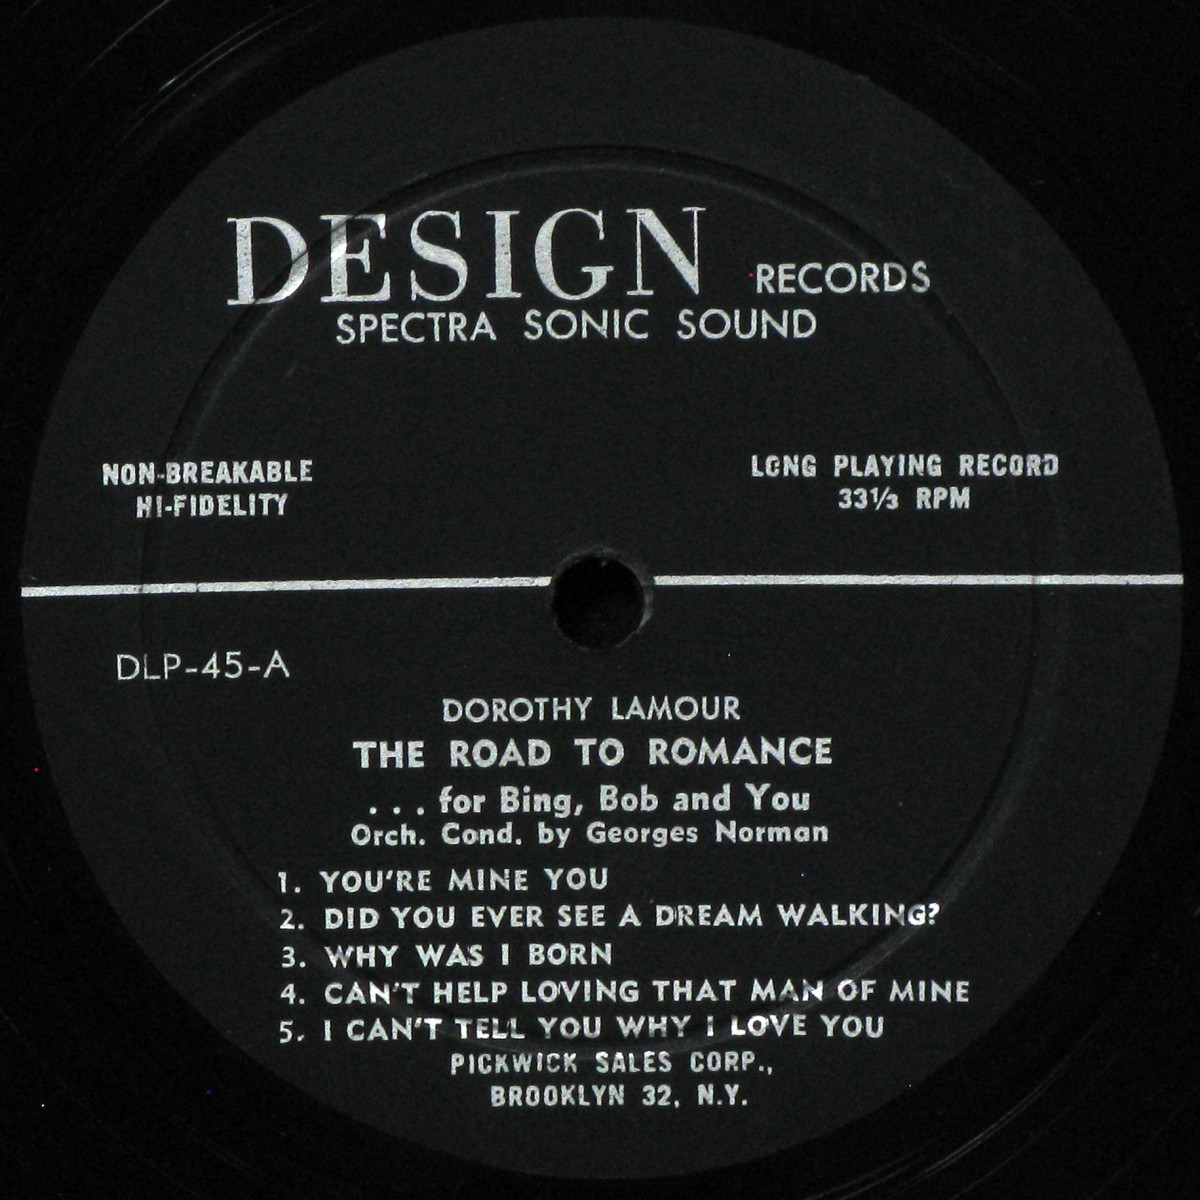 DESIGN RECORDS
SPECTRA SONIC SOUND
NON-BREAKABLE
HI-FIDELITY
LONG PLAYING RECORD
33⅓ RPM
DLP-45-A
DOROTHY LAMOUR
THE ROAD TO ROMANCE
. . . for Bing, Bob and You
Orch. Cond. by Georges Norman
1. YOU'RE MINE YOU
2. DID YOU EVER SEE A DREAM WALKING?
3. WHY WAS I BORN
4. CAN'T HELP LOVING THAT MAN OF MINE
5. I CAN'T TELL YOU WHY I LOVE YOU
PICKWICK SALES CORP.,
BROOKLYN 32, N.Y.